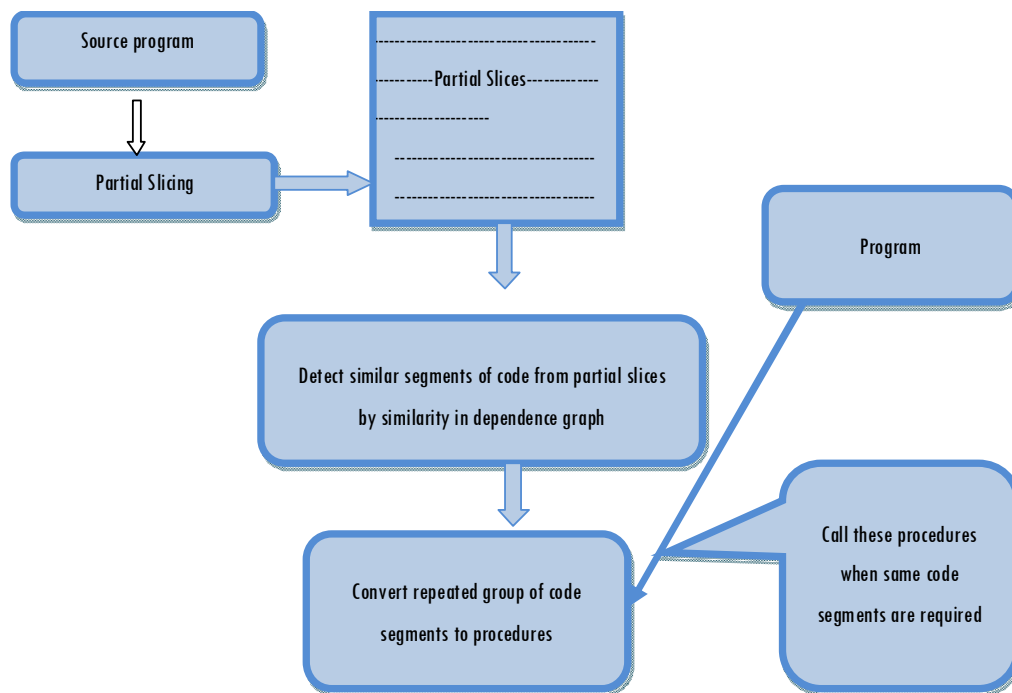 Source program
Partial Slicing
Partial Slices
Detect similar segments of code from partial slices
by similarity in dependence graph
Convert repeated group of code
segments to procedures
Program
Call these procedures
when same code
segments are required